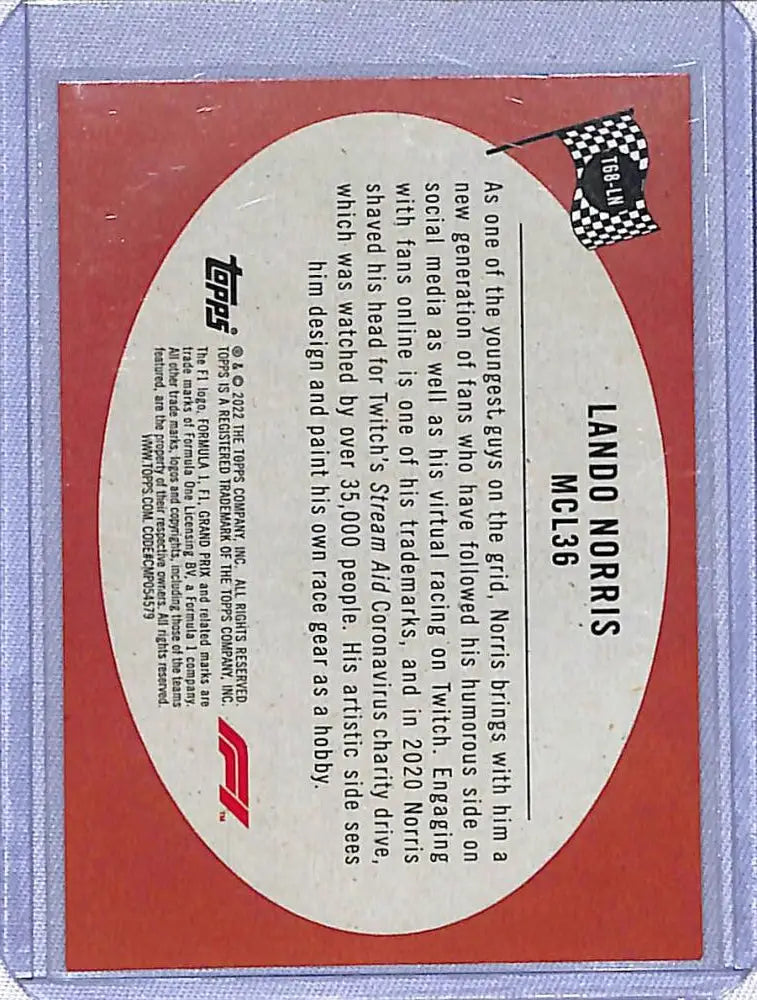 T68-LN
LANDO NORRIS
MCL36
As one of the youngest guys on the grid, Norris brings with him a
new generation of fans who have followed his humorous side on
social media as well as his virtual racing on Twitch. Engaging
with fans online is one of his trademarks, and in 2020 Norris
shaved his head for Twitch's Stream Aid Coronavirus charity drive,
which was watched by over 35,000 people. His artistic side sees
him design and paint his own race gear as a hobby.
topps®
® & © 2022 THE TOPPS COMPANY, INC. ALL RIGHTS RESERVED.
TOPPS IS A REGISTERED TRADEMARK OF THE TOPPS COMPANY, INC.
The F1 logo, FORMULA 1, F1, GRAND PRIX and related marks are
trade marks of Formula One Licensing BV, a Formula 1 company.
All other trade marks, logos and copyrights, including those of the teams
featured, are the property of their respective owners. All rights reserved.
WWW.TOPPS.COM. CODE#CMP054579
F1™